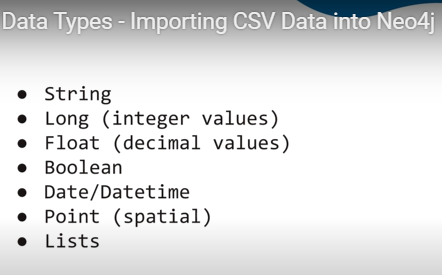 Data Types - Importing CSV Data into Neo4j
● String
● Long (integer values)
● Float (decimal values)
● Boolean
● Date/Datetime
● Point (spatial)
● Lists